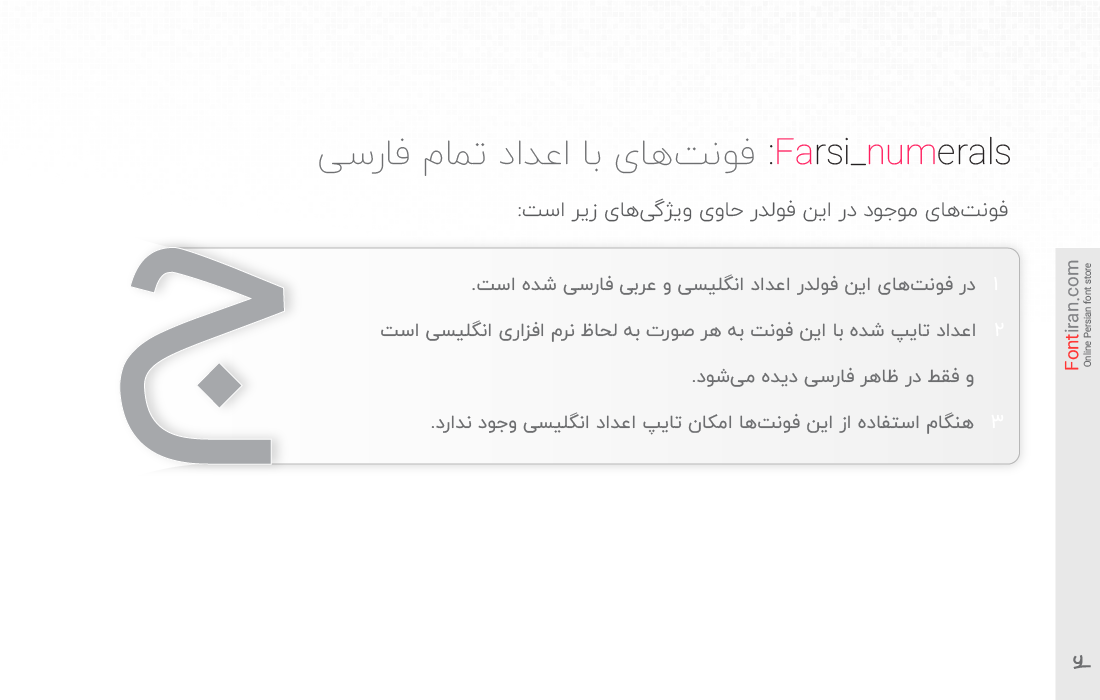 Farsi_numerals: فونت‌های با اعداد تمام فارسی
فونت‌های موجود در این فولدر حاوی ویژگی‌های زیر است:
۱ در فونت‌های این فولدر اعداد انگلیسی و عربی فارسی شده است.
۲ اعداد تایپ شده با این فونت به هر صورت به لحاظ نرم افزاری انگلیسی است
و فقط در ظاهر فارسی دیده می‌شود.
۳ هنگام استفاده از این فونت‌ها امکان تایپ اعداد انگلیسی وجود ندارد.
ج
Fontiran.com
Online Persian font store
۴